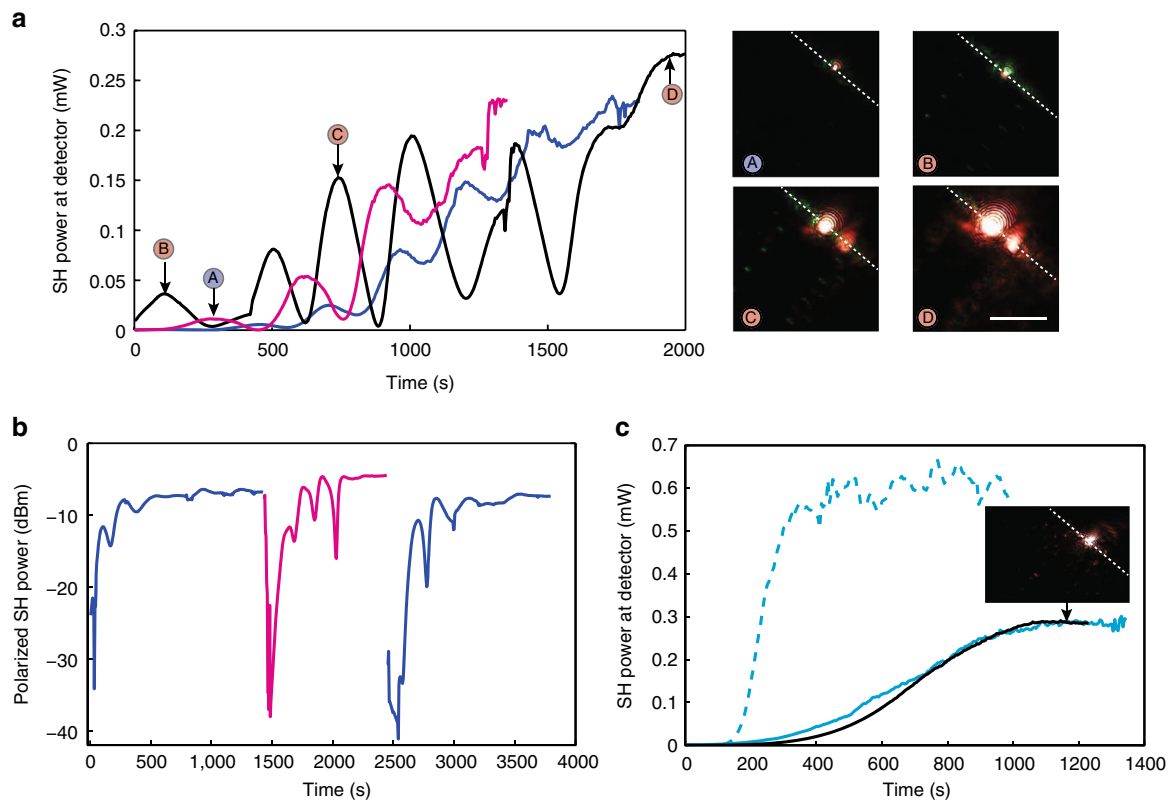 a
0.3
0.25
0.2
0.15
0.1
0.05
0
SH power at detector (mW)
0
500
1000
1500
2000
Time (s)
B
A
C
D
A
B
C
D
b
0
–10
–20
–30
–40
Polarized SH power (dBm)
0
500
1,000
1500
2000
2500
3000
3500
4000
Time (s)
c
0.7
0.6
0.5
0.4
0.3
0.2
0.1
0
SH power at detector (mW)
0
200
400
600
800
1000
1200
1400
Time (s)